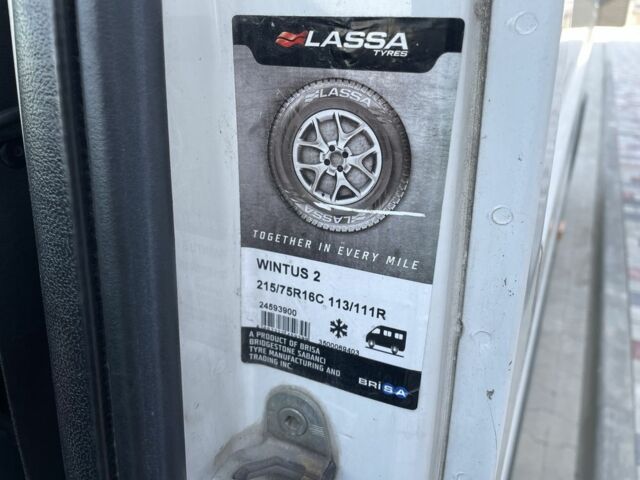 LASSA
TYRES
LASSA
LASSA
TOGETHER IN EVERY MILE
WINTUS 2
215/75R16C 113/111R
24593900
A PRODUCT OF BRISA
BRIDGESTONE SABANCI
TYRE MANUFACTURING AND
TRADING INC.
BRiSA